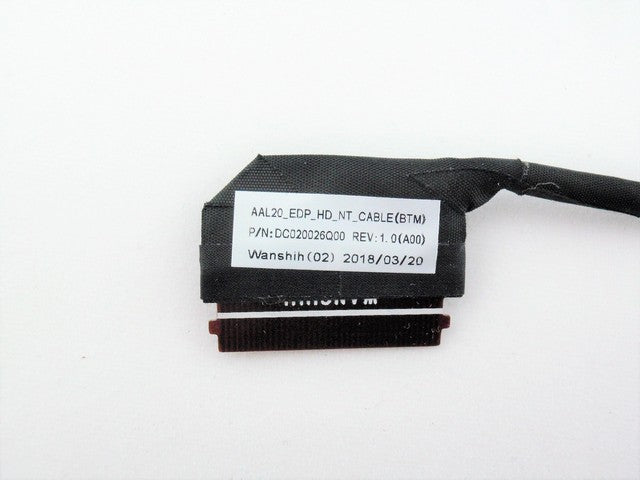 AAL20_EDP_HD_NT_CABLE(BTM)
P/N:DC020026Q00 REV:1.0(A00)
Wanshih(02) 2018/03/20